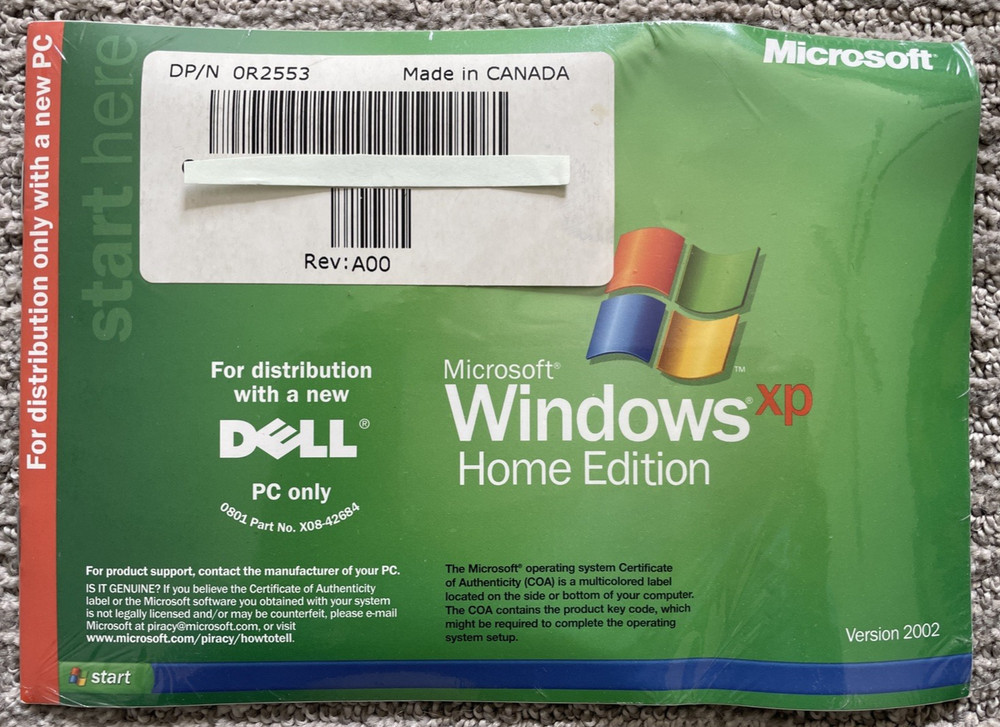 For distribution only with a new PC
start here
DP/N 0R2553 Made in CANADA
Rev:A00
Microsoft
For distribution
with a new
DELL®
PC only
0801 Part No. X08-42684
Microsoft®
Windows® xp
TM
Home Edition
For product support, contact the manufacturer of your PC.
IS IT GENUINE? If you believe the Certificate of Authenticity
label or the Microsoft software you obtained with your system
is not legally licensed and/or may be counterfeit, please e-mail
Microsoft at piracy@microsoft.com, or visit
www.microsoft.com/piracy/howtotell.
The Microsoft® operating system Certificate
of Authenticity (COA) is a multicolored label
located on the side or bottom of your computer.
The COA contains the product key code, which
might be required to complete the operating
system setup.
Version 2002
start